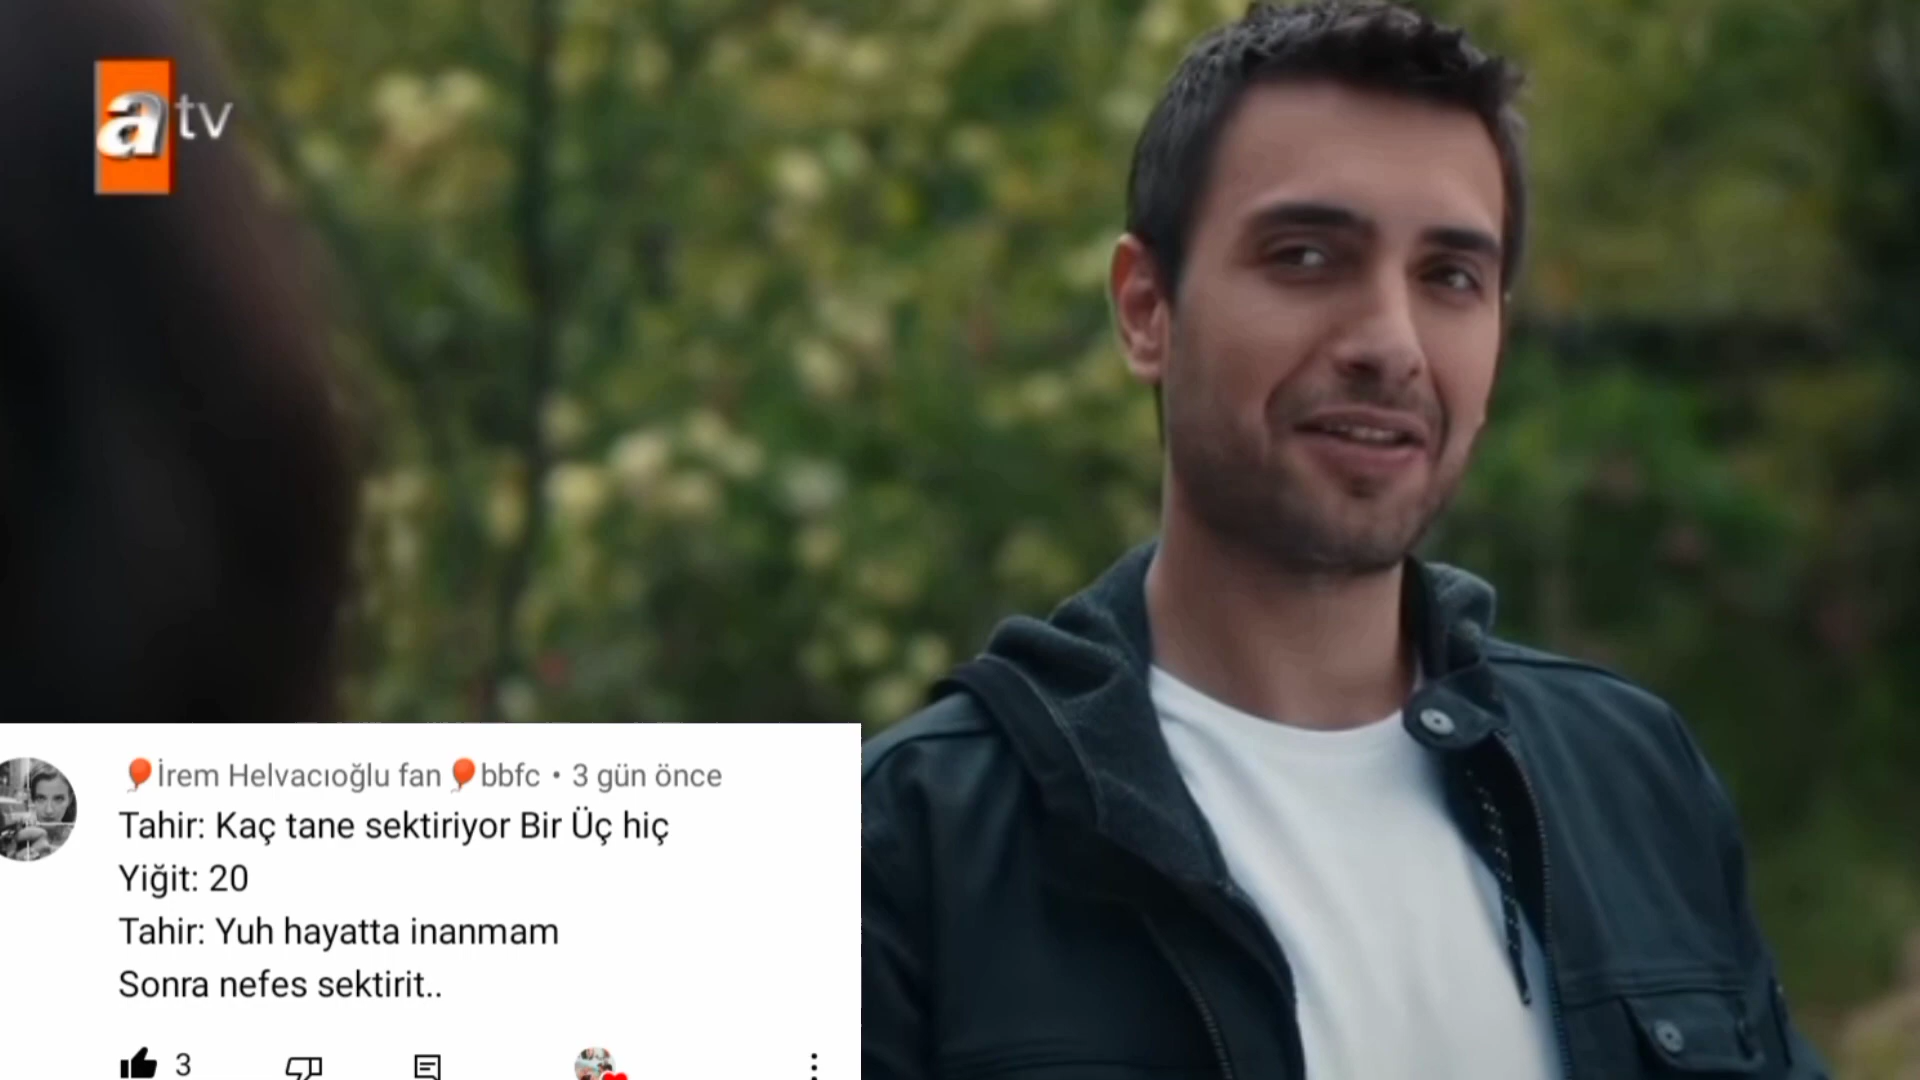 atv
İrem Helvacıoğlu fan bbfc • 3 gün önce
Tahir: Kaç tane sektiriyor Bir Üç hiç
Yiğit: 20
Tahir: Yuh hayatta inanmam
Sonra nefes sektirit..
3